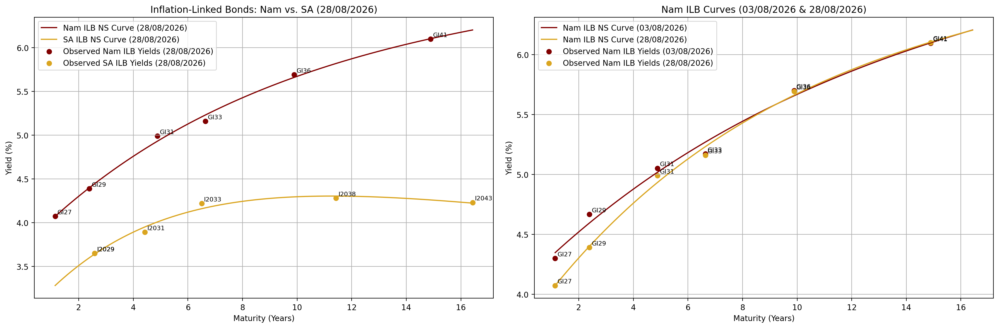 Inflation-Linked Bonds: Nam vs. SA (28/08/2026)
Nam ILB NS Curve (28/08/2026)
SA ILB NS Curve (28/08/2026)
Observed Nam ILB Yields (28/08/2026)
Observed SA ILB Yields (28/08/2026)
Yield (%)
6.0
5.5
5.0
4.5
4.0
3.5
GI27
GI29
GI31
GI33
GI36
GI41
I2029
I2031
I2033
I2038
I2043
2
4
6
8
10
12
14
16
Maturity (Years)
Nam ILB Curves (03/08/2026 & 28/08/2026)
Nam ILB NS Curve (03/08/2026)
Nam ILB NS Curve (28/08/2026)
Observed Nam ILB Yields (03/08/2026)
Observed Nam ILB Yields (28/08/2026)
Yield (%)
6.0
5.5
5.0
4.5
4.0
GI27
GI27
GI29
GI29
GI31
GI31
GI33
GI33
GI36
GI36
GI41
GI41
2
4
6
8
10
12
14
16
Maturity (Years)